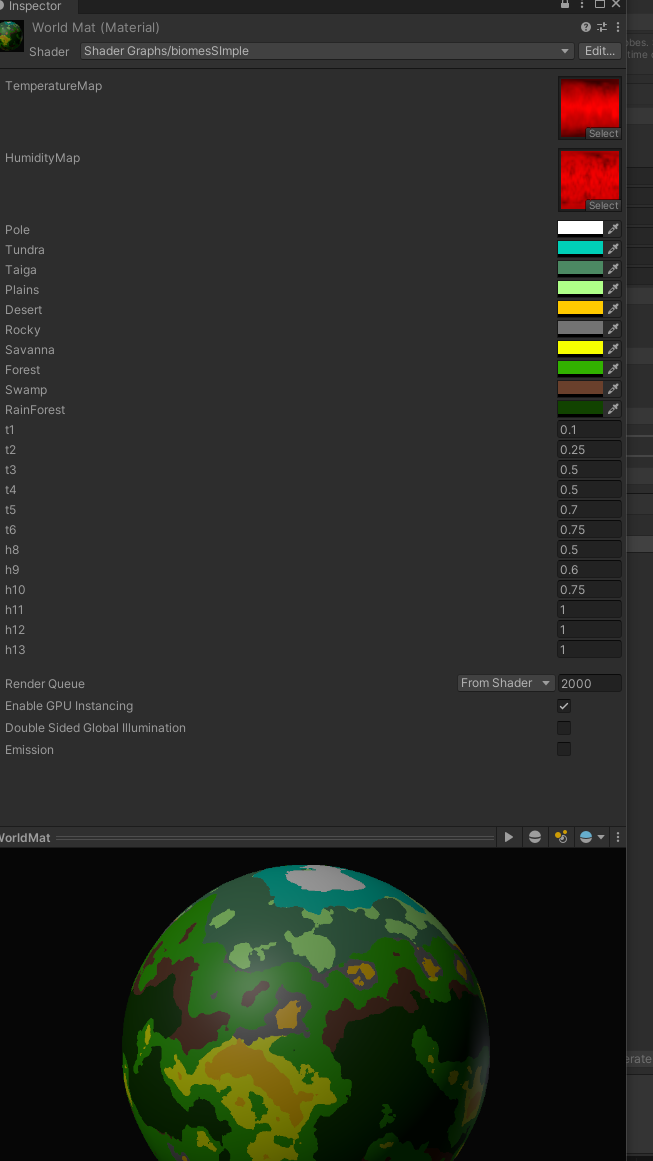 Inspector
World Mat (Material)
Shader Shader Graphs/biomesSImple Edit...
obes.
time
TemperatureMap
Select
HumidityMap
Select
Pole
Tundra
Taiga
Plains
Desert
Rocky
Savanna
Forest
Swamp
RainForest
t1 0.1
t2 0.25
t3 0.5
t4 0.5
t5 0.7
t6 0.75
h8 0.5
h9 0.6
h10 0.75
h11 1
h12 1
h13 1
Render Queue From Shader 2000
Enable GPU Instancing
Double Sided Global Illumination
Emission
WorldMat
erate